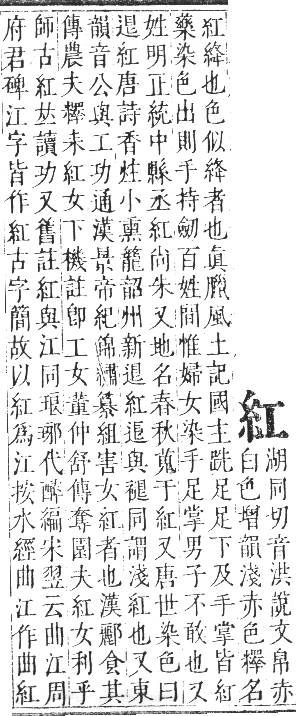 紅
湖同切音洪說文帛赤
白色增韻淺赤色釋名
紅絳也色似絳者也眞臘風土記國主跣足足下及手掌皆紅
藥染色出則手持劒百姓間惟婦女染手足掌男子不敢也又
姓明正統中縣丞紅尚朱又地名春秋蒐于紅又唐世染色曰
退紅唐詩香炷小熏籠韶州新退紅退與褪同謂淺紅也又東
韻音公與工功通漢景帝紀錦繡纂組害女紅者也漢酈食其
傳農夫釋耒紅女下機註卽工女董仲舒傳奪園夫紅女利乎
師古紅𠀤讀功又舊註紅與江同琅琊代醉編宋翌云曲江周
府君碑江字皆作紅古字簡故以紅爲江按水經曲江作曲紅